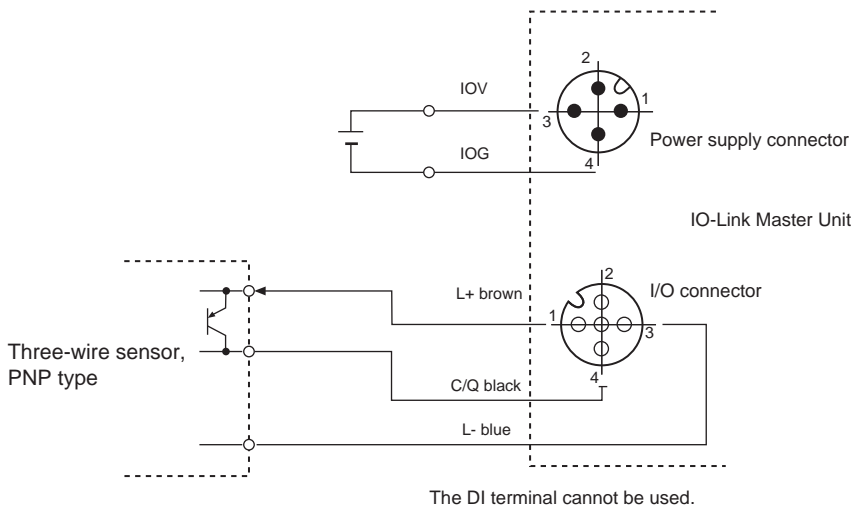 2
IOV
1
3
Power supply connector
IOG
4
IO-Link Master Unit
2
L+ brown
I/O connector
1
3
Three-wire sensor,
PNP type
4
C/Q black
L- blue
The DI terminal cannot be used.